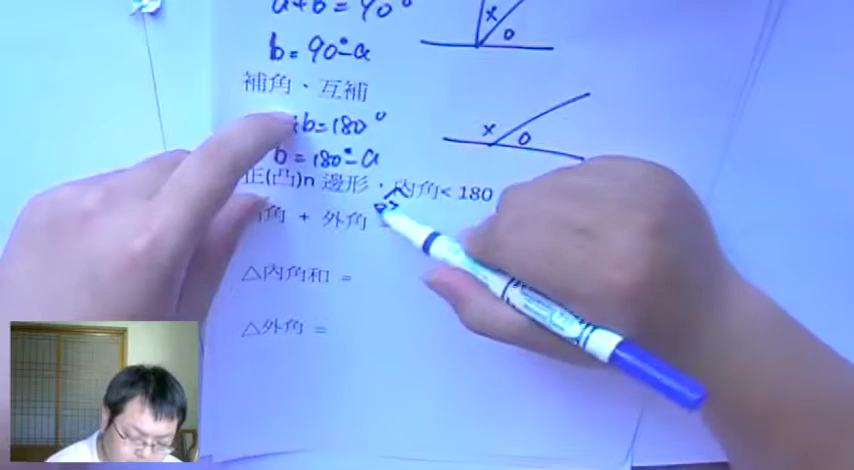 a+b=90°
b=90°-a
補角、互補
b=180°
b=180°-a
正(凸)n 邊形,內角< 180
角 + 外角 =
△內角和 =
△外角 =
x
o
x
o